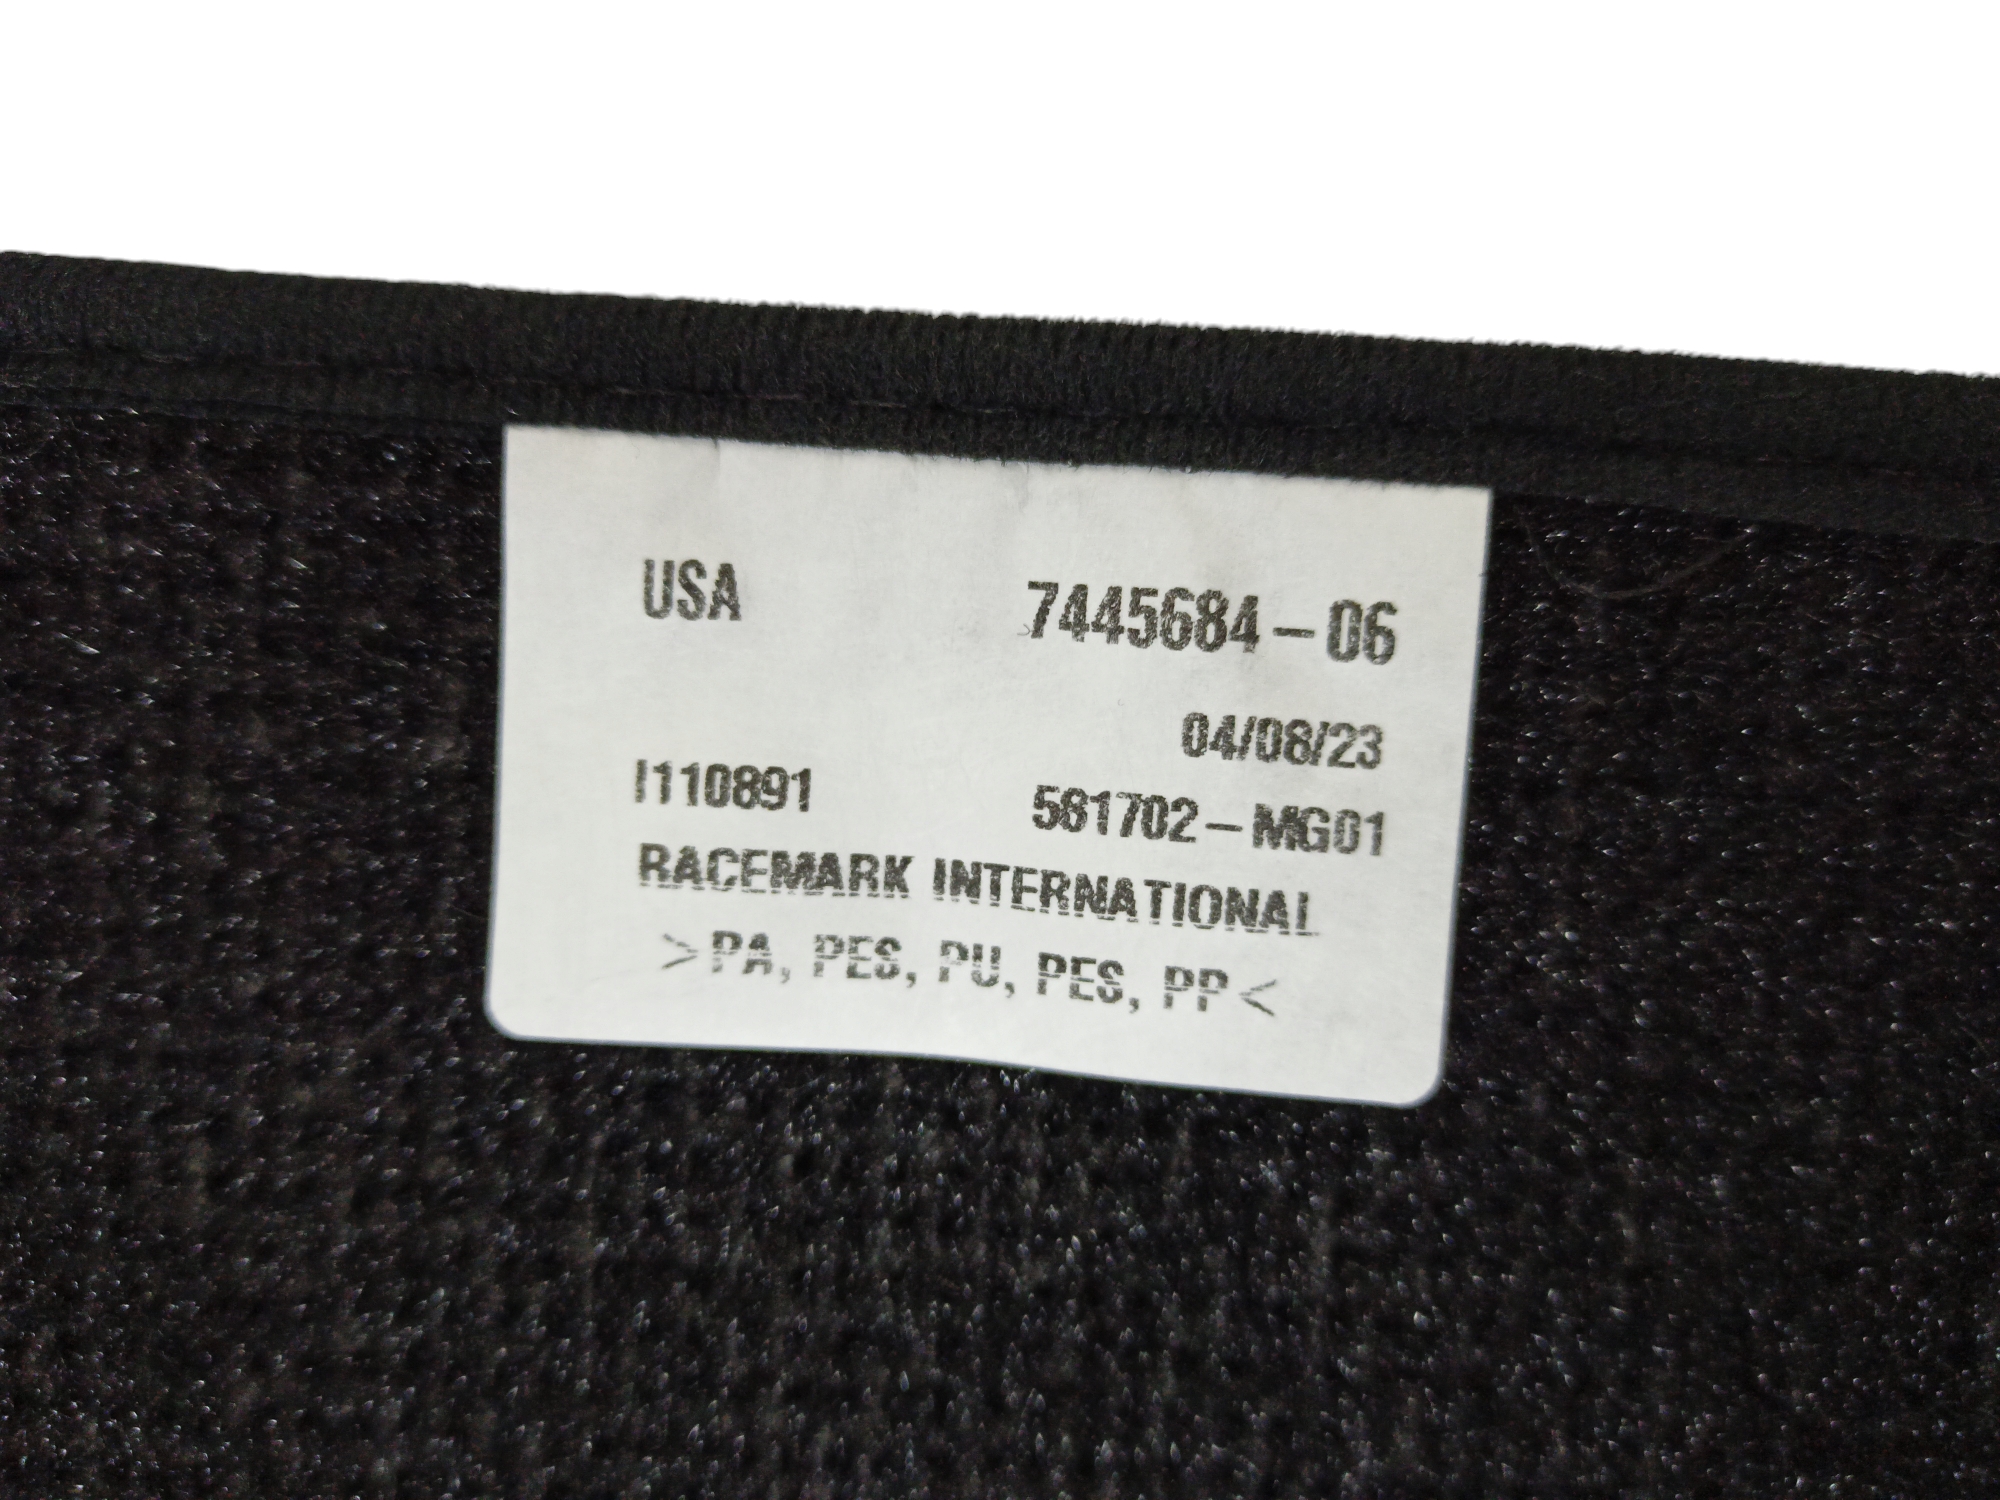 USA 7445684-06
04/08/23
I110891 581702-MG01
RACEMARK INTERNATIONAL
>PA, PES, PU, PES, PP<